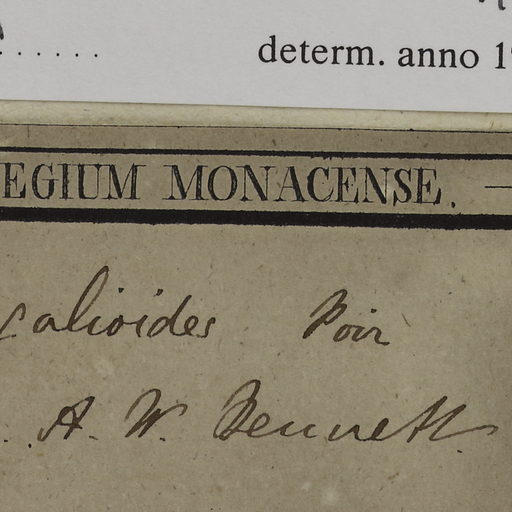 determ. anno 1
EGIUM MONACENSE.
calioides Poir
A. W. Bennett